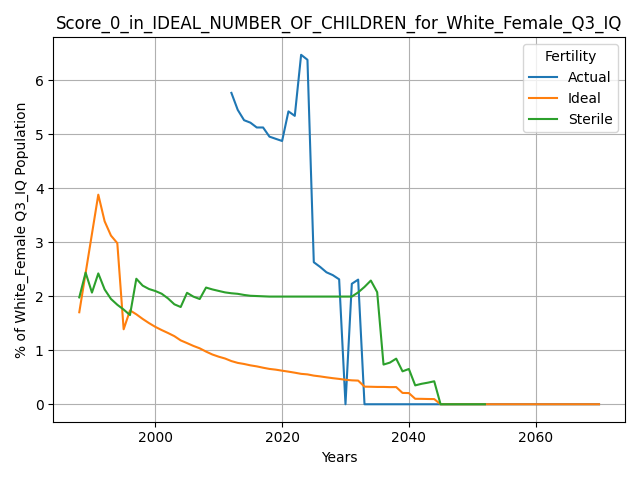 Score_0_in_IDEAL_NUMBER_OF_CHILDREN_for_White_Female_Q3_IQ
% of White_Female Q3_IQ Population
6
5
4
3
2
1
0
Fertility
Actual
Ideal
Sterile
2000
2020
2040
2060
Years